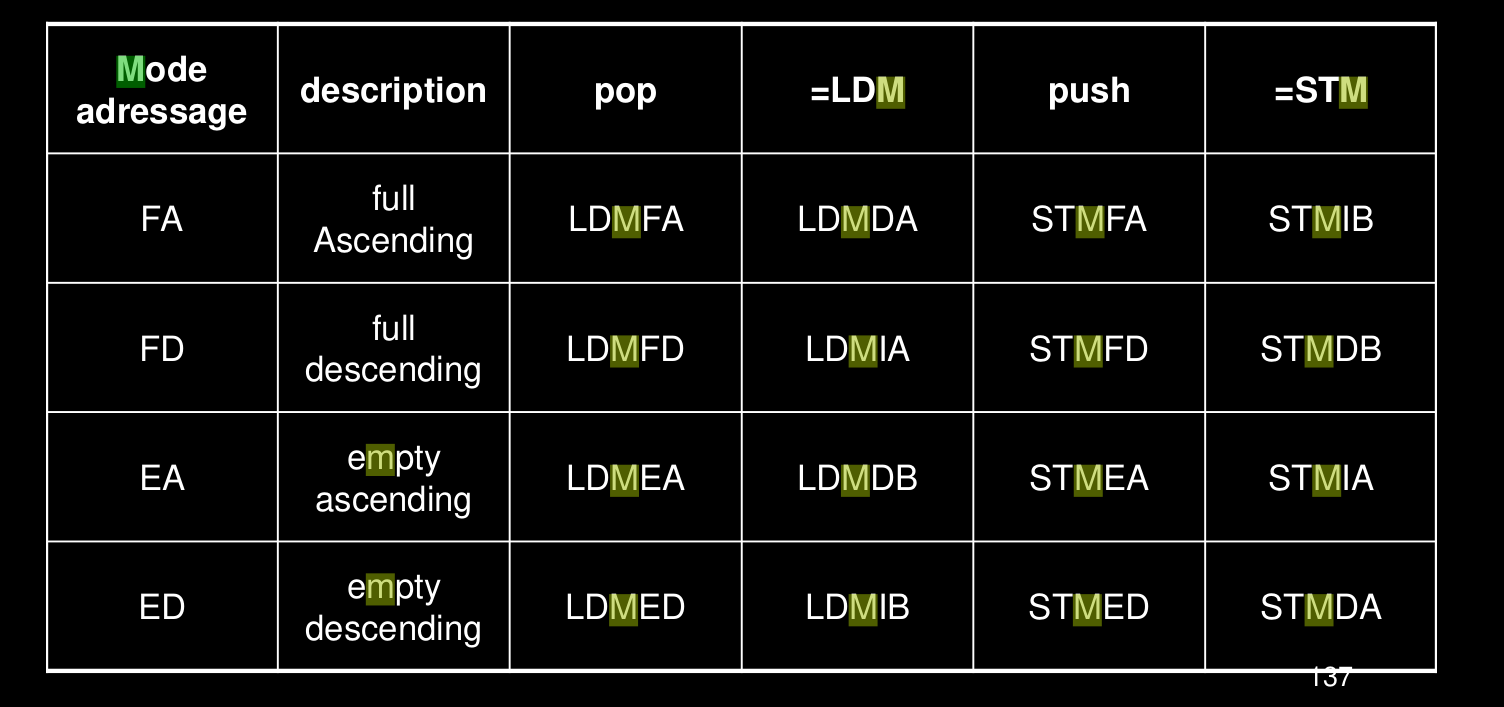 Mode
adressage
description
pop
=LDM
push
=STM
FA
full
Ascending
LDMFA
LDMDA
STMFA
STMIB
FD
full
descending
LDMFD
LDMIA
STMFD
STMDB
EA
empty
ascending
LDMEA
LDMDB
STMEA
STMIA
ED
empty
descending
LDMED
LDMIB
STMED
STMDA
137